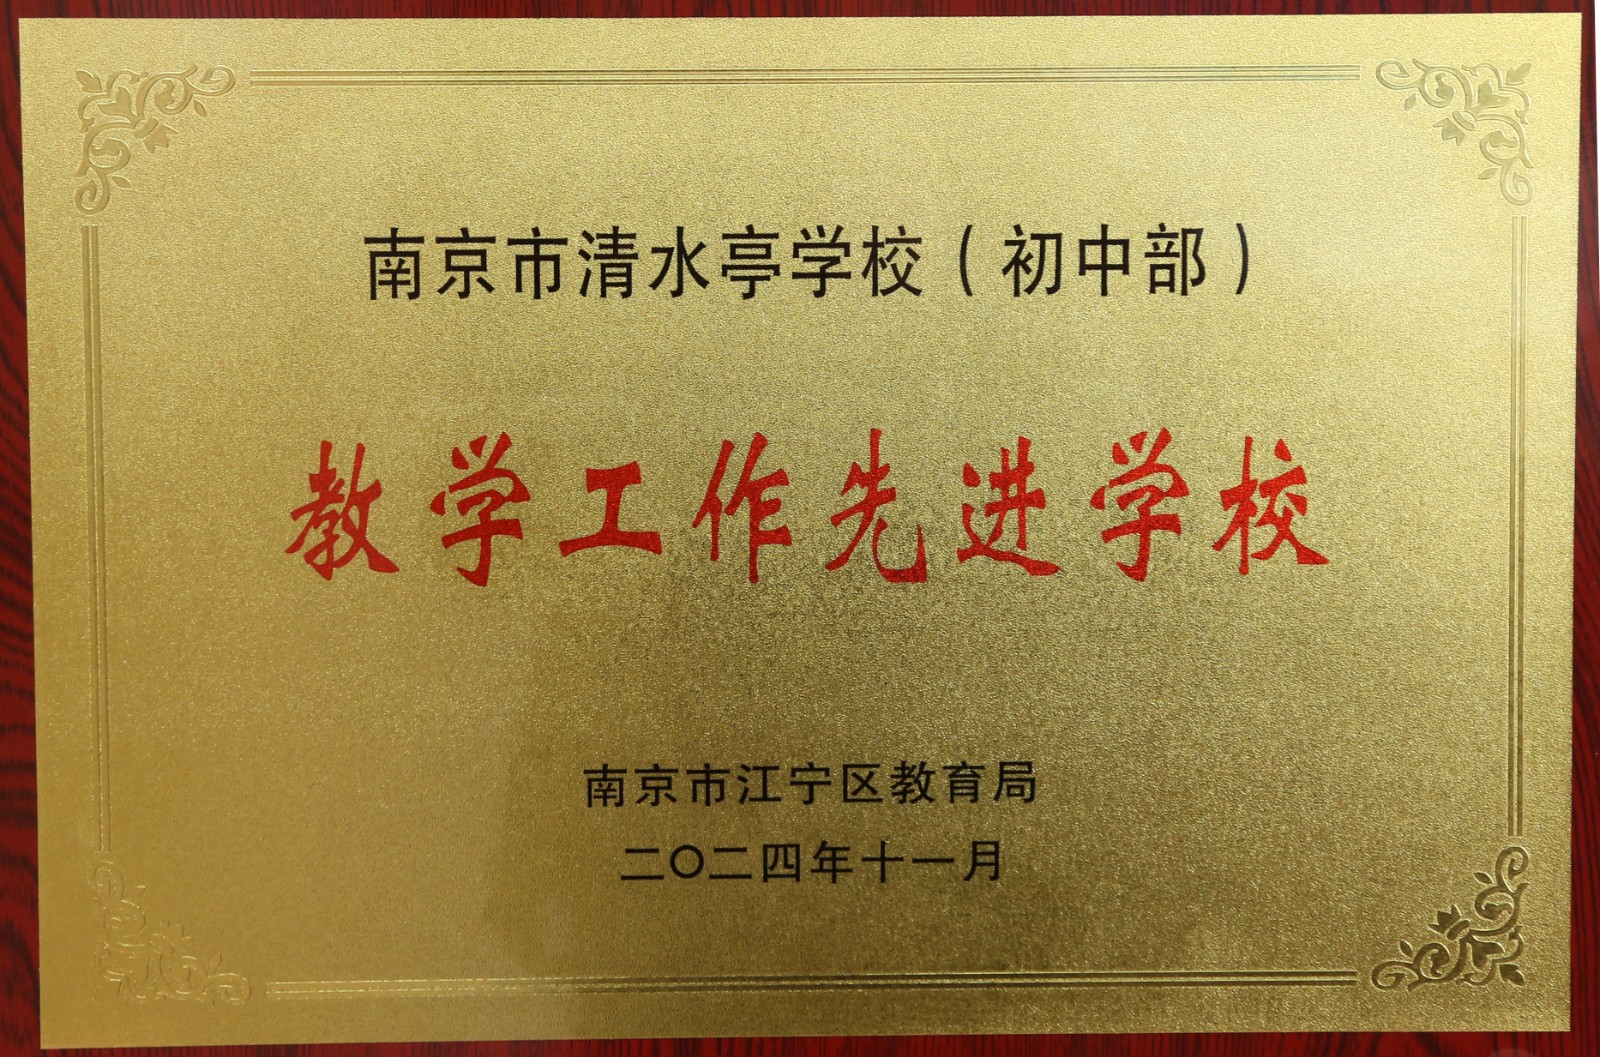 南京市清水亭学校（初中部）
教学工作先进学校
南京市江宁区教育局
二〇二四年十一月